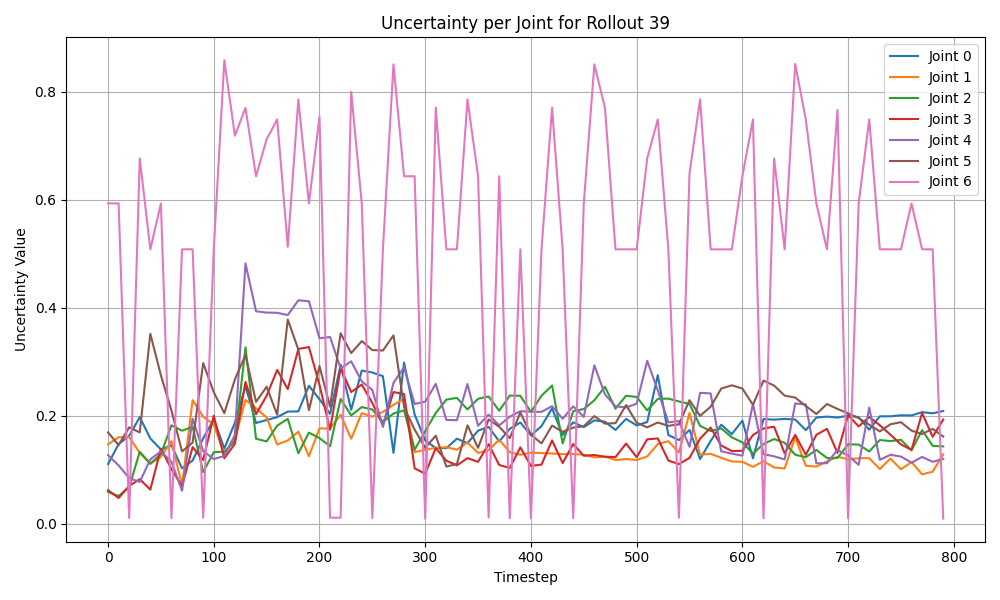 Uncertainty per Joint for Rollout 39
Uncertainty Value
0.8
0.6
0.4
0.2
0.0
Joint 0
Joint 1
Joint 2
Joint 3
Joint 4
Joint 5
Joint 6
0 100 200 300 400 500 600 700 800
Timestep